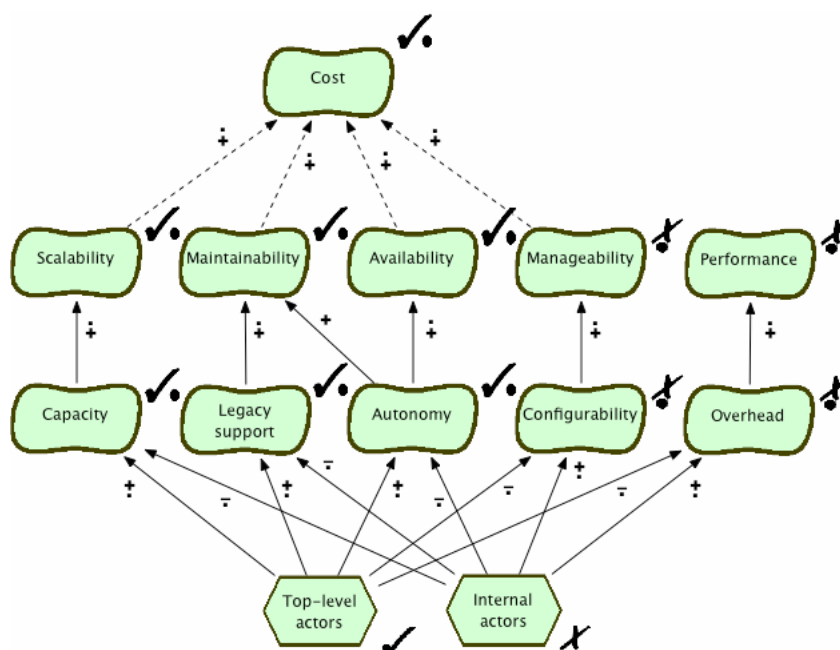 Cost
Scalability
Maintainability
Availability
Manageability
Performance
+
Capacity
Legacy
support
Autonomy
Configurability
Overhead
Top-level
actors
Internal
actors